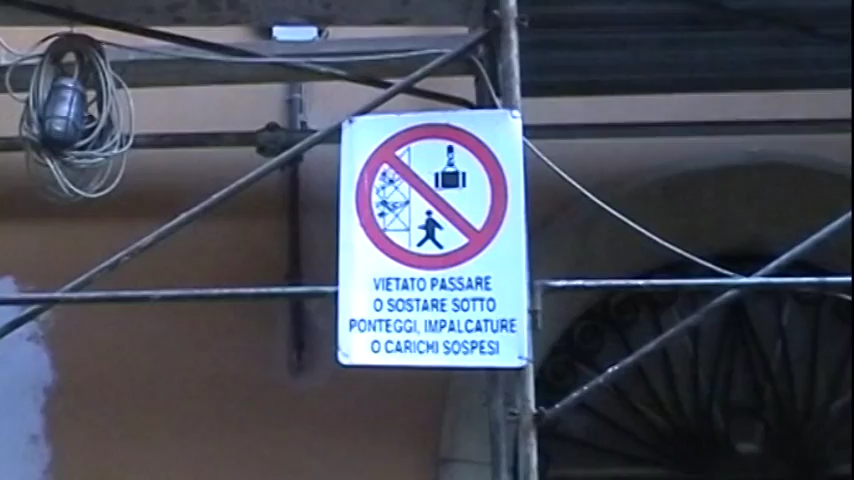 VIETATO PASSARE
O SOSTARE SOTTO
PONTEGGI, IMPALCATURE
O CARICHI SOSPESI